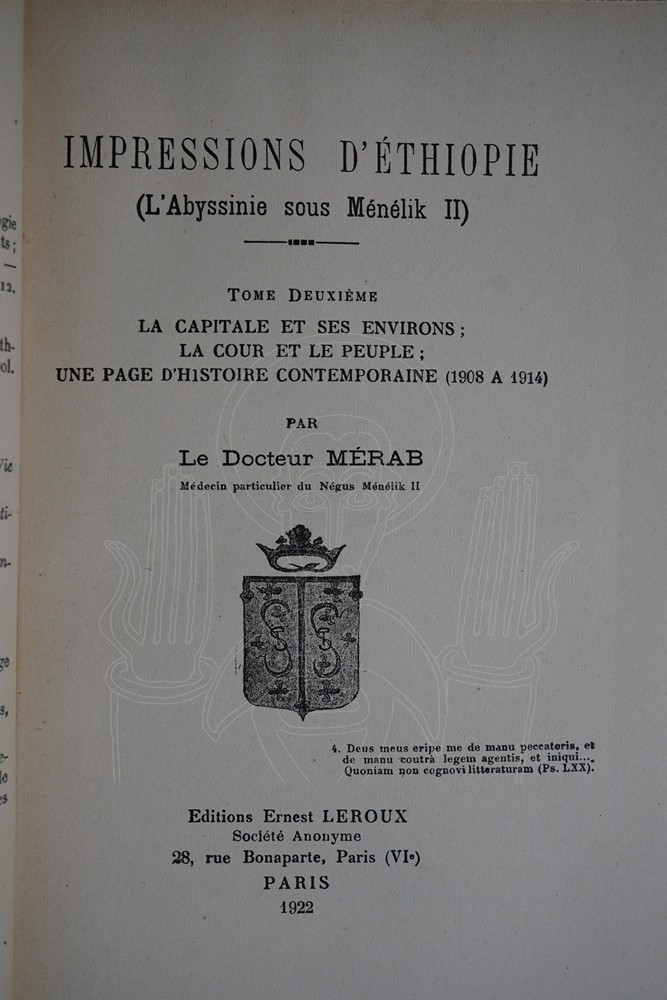 IMPRESSIONS D'ÉTHIOPIE
(L'Abyssinie sous Ménélik II)
TOME DEUXIÈME
LA CAPITALE ET SES ENVIRONS ;
LA COUR ET LE PEUPLE ;
UNE PAGE D'HISTOIRE CONTEMPORAINE (1908 A 1914)
PAR
Le Docteur MÉRAB
Médecin particulier du Négus Ménélik II
4. Deus meus eripe me de manu peccatoris, et
de manu coutrà legem agentis, et iniqui...
Quoniam non cognovi litteraturam (Ps. LXX).
Editions Ernest LEROUX
Société Anonyme
28, rue Bonaparte, Paris (VIe)
PARIS
1922